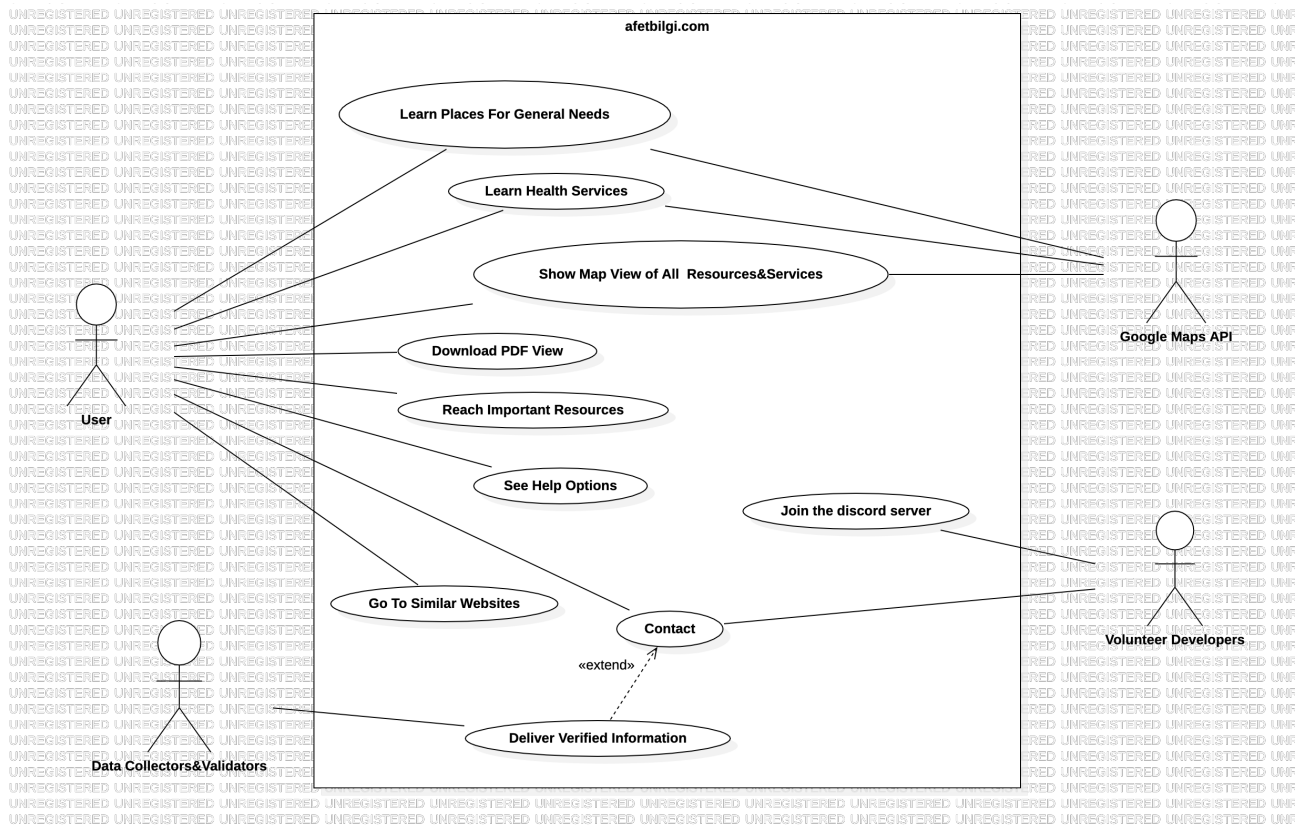 afetbilgi.com
Learn Places For General Needs
Learn Health Services
Show Map View of All Resources&Services
Google Maps API
Download PDF View
User
Reach Important Resources
See Help Options
Join the discord server
Go To Similar Websites
Contact
Volunteer Developers
«extend»
Deliver Verified Information
Data Collectors&Validators
UNREGISTERED